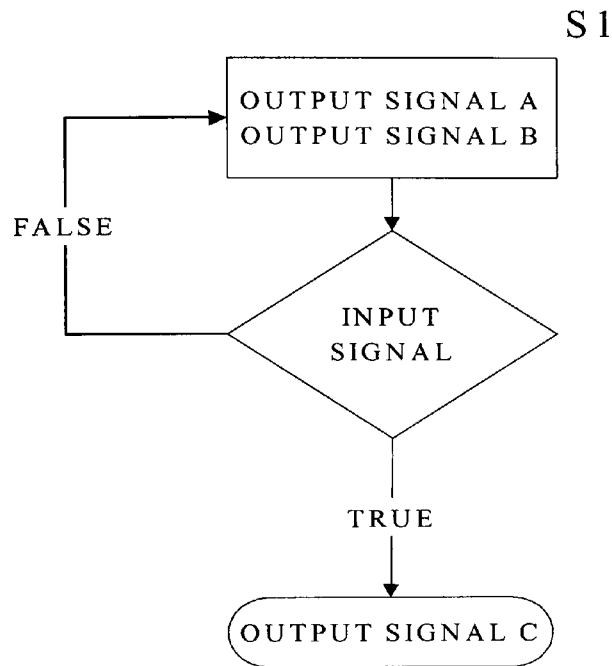 S1
OUTPUT SIGNAL A
OUTPUT SIGNAL B
FALSE
INPUT
SIGNAL
TRUE
OUTPUT SIGNAL C